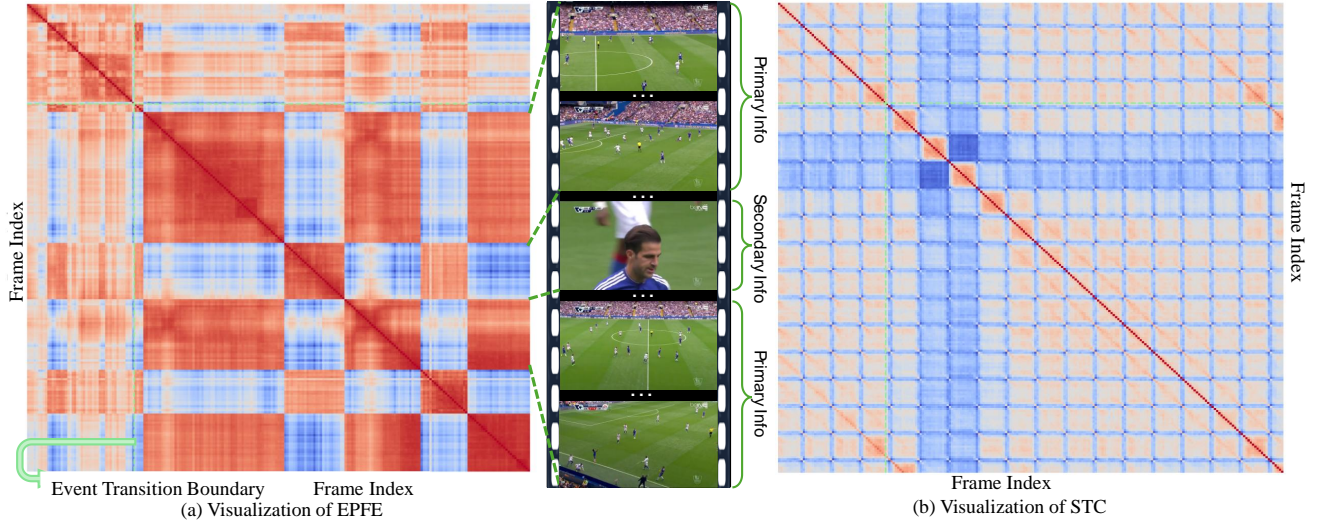 Frame Index
Event Transition Boundary
Frame Index
(a) Visualization of EPFE
Primary Info
Secondary Info
Primary Info
Frame Index
Frame Index
(b) Visualization of STC